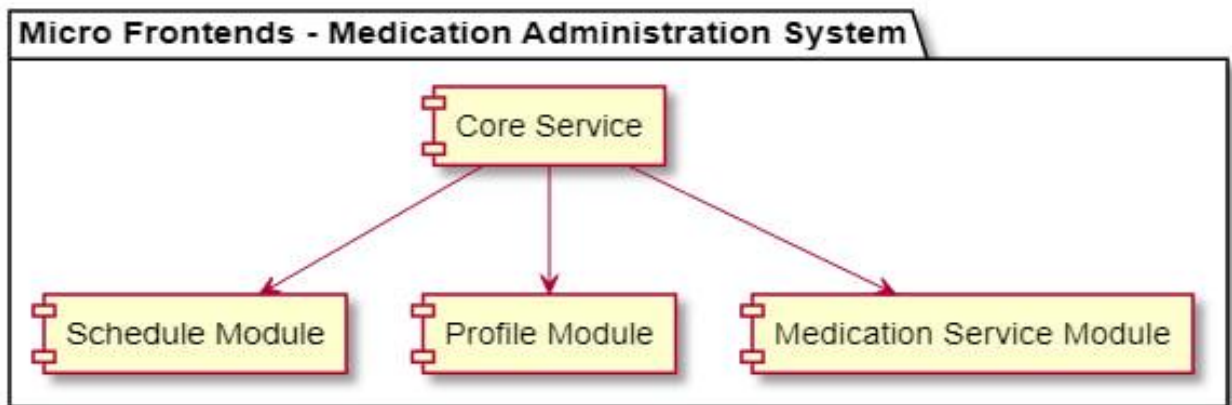 Micro Frontends - Medication Administration System
Core Service
Schedule Module
Profile Module
Medication Service Module